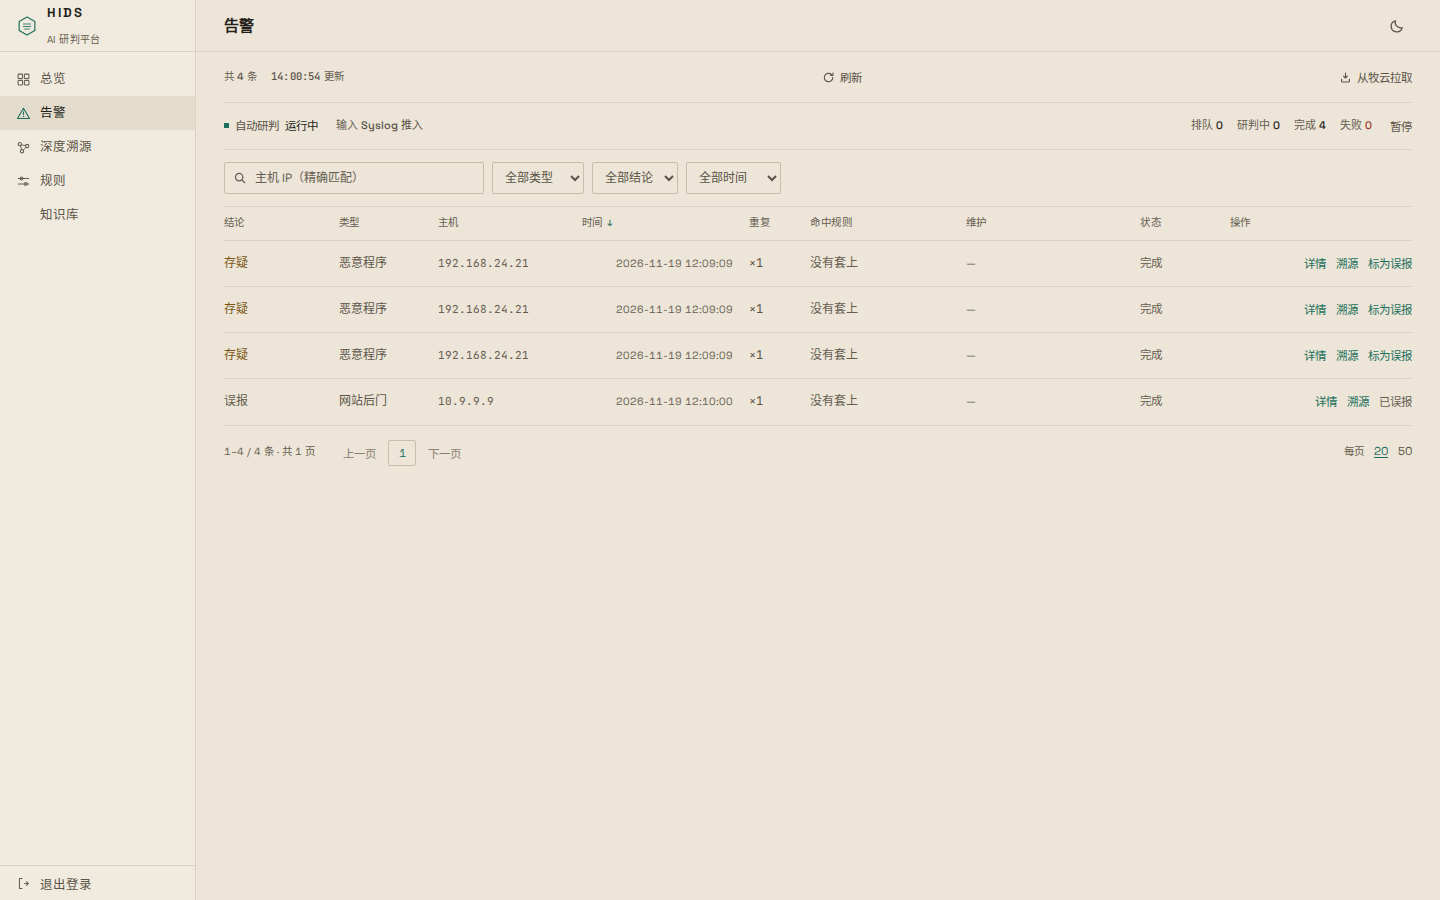 HIDS
AI 研判平台
总览
告警
深度溯源
规则
知识库
退出登录
告警
共 4 条 14:00:54 更新 刷新 从牧云拉取
自动研判 运行中 输入 Syslog 推入 排队 0 研判中 0 完成 4 失败 0 暂停
主机 IP（精确匹配） 全部类型 全部结论 全部时间
结论 类型 主机 时间 ↓ 重复 命中规则 维护 状态 操作
存疑 恶意程序 192.168.24.21 2026-11-19 12:09:09 ×1 没有套上 — 完成 详情 溯源 标为误报
存疑 恶意程序 192.168.24.21 2026-11-19 12:09:09 ×1 没有套上 — 完成 详情 溯源 标为误报
存疑 恶意程序 192.168.24.21 2026-11-19 12:09:09 ×1 没有套上 — 完成 详情 溯源 标为误报
误报 网站后门 10.9.9.9 2026-11-19 12:10:00 ×1 没有套上 — 完成 详情 溯源 已误报
1-4 / 4 条 · 共 1 页 上一页 1 下一页 每页 20 50